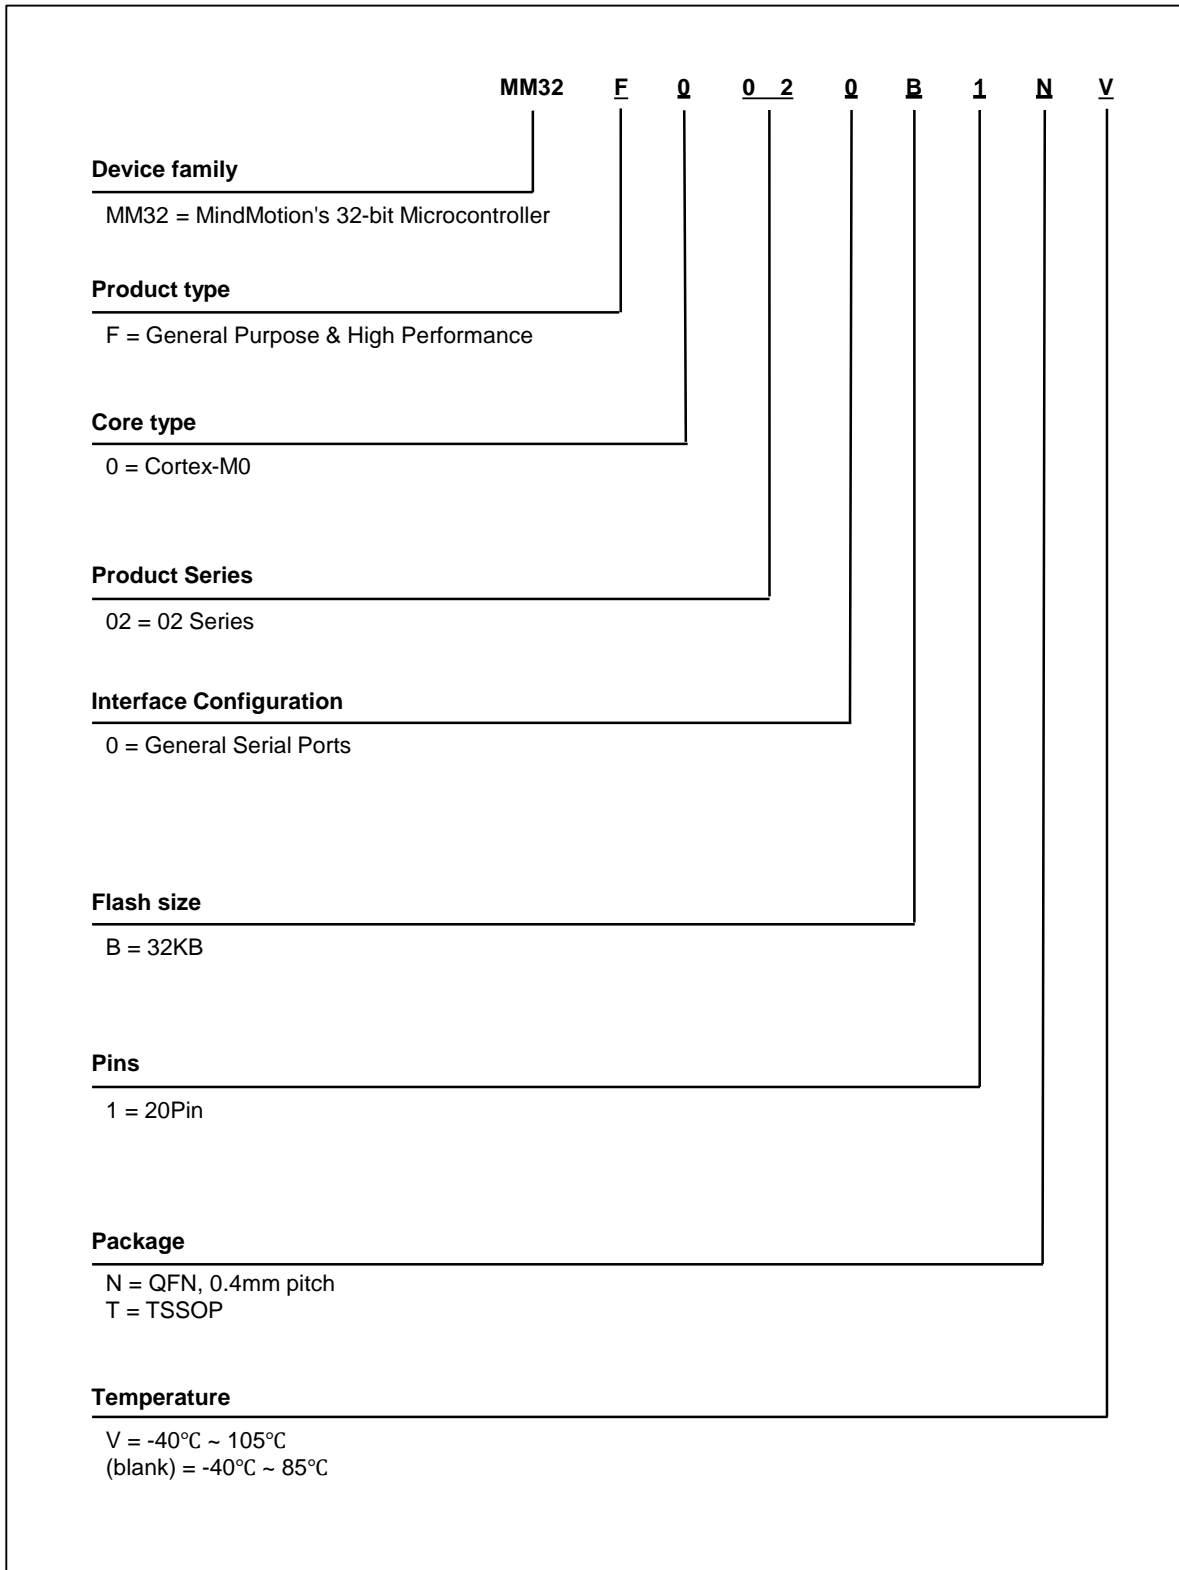 MM32 F 0 0 2 0 B 1 N V
Device family
MM32 = MindMotion's 32-bit Microcontroller
Product type
F = General Purpose & High Performance
Core type
0 = Cortex-M0
Product Series
02 = 02 Series
Interface Configuration
0 = General Serial Ports
Flash size
B = 32KB
Pins
1 = 20Pin
Package
N = QFN, 0.4mm pitch
T = TSSOP
Temperature
V = -40℃ ~ 105℃
(blank) = -40℃ ~ 85℃